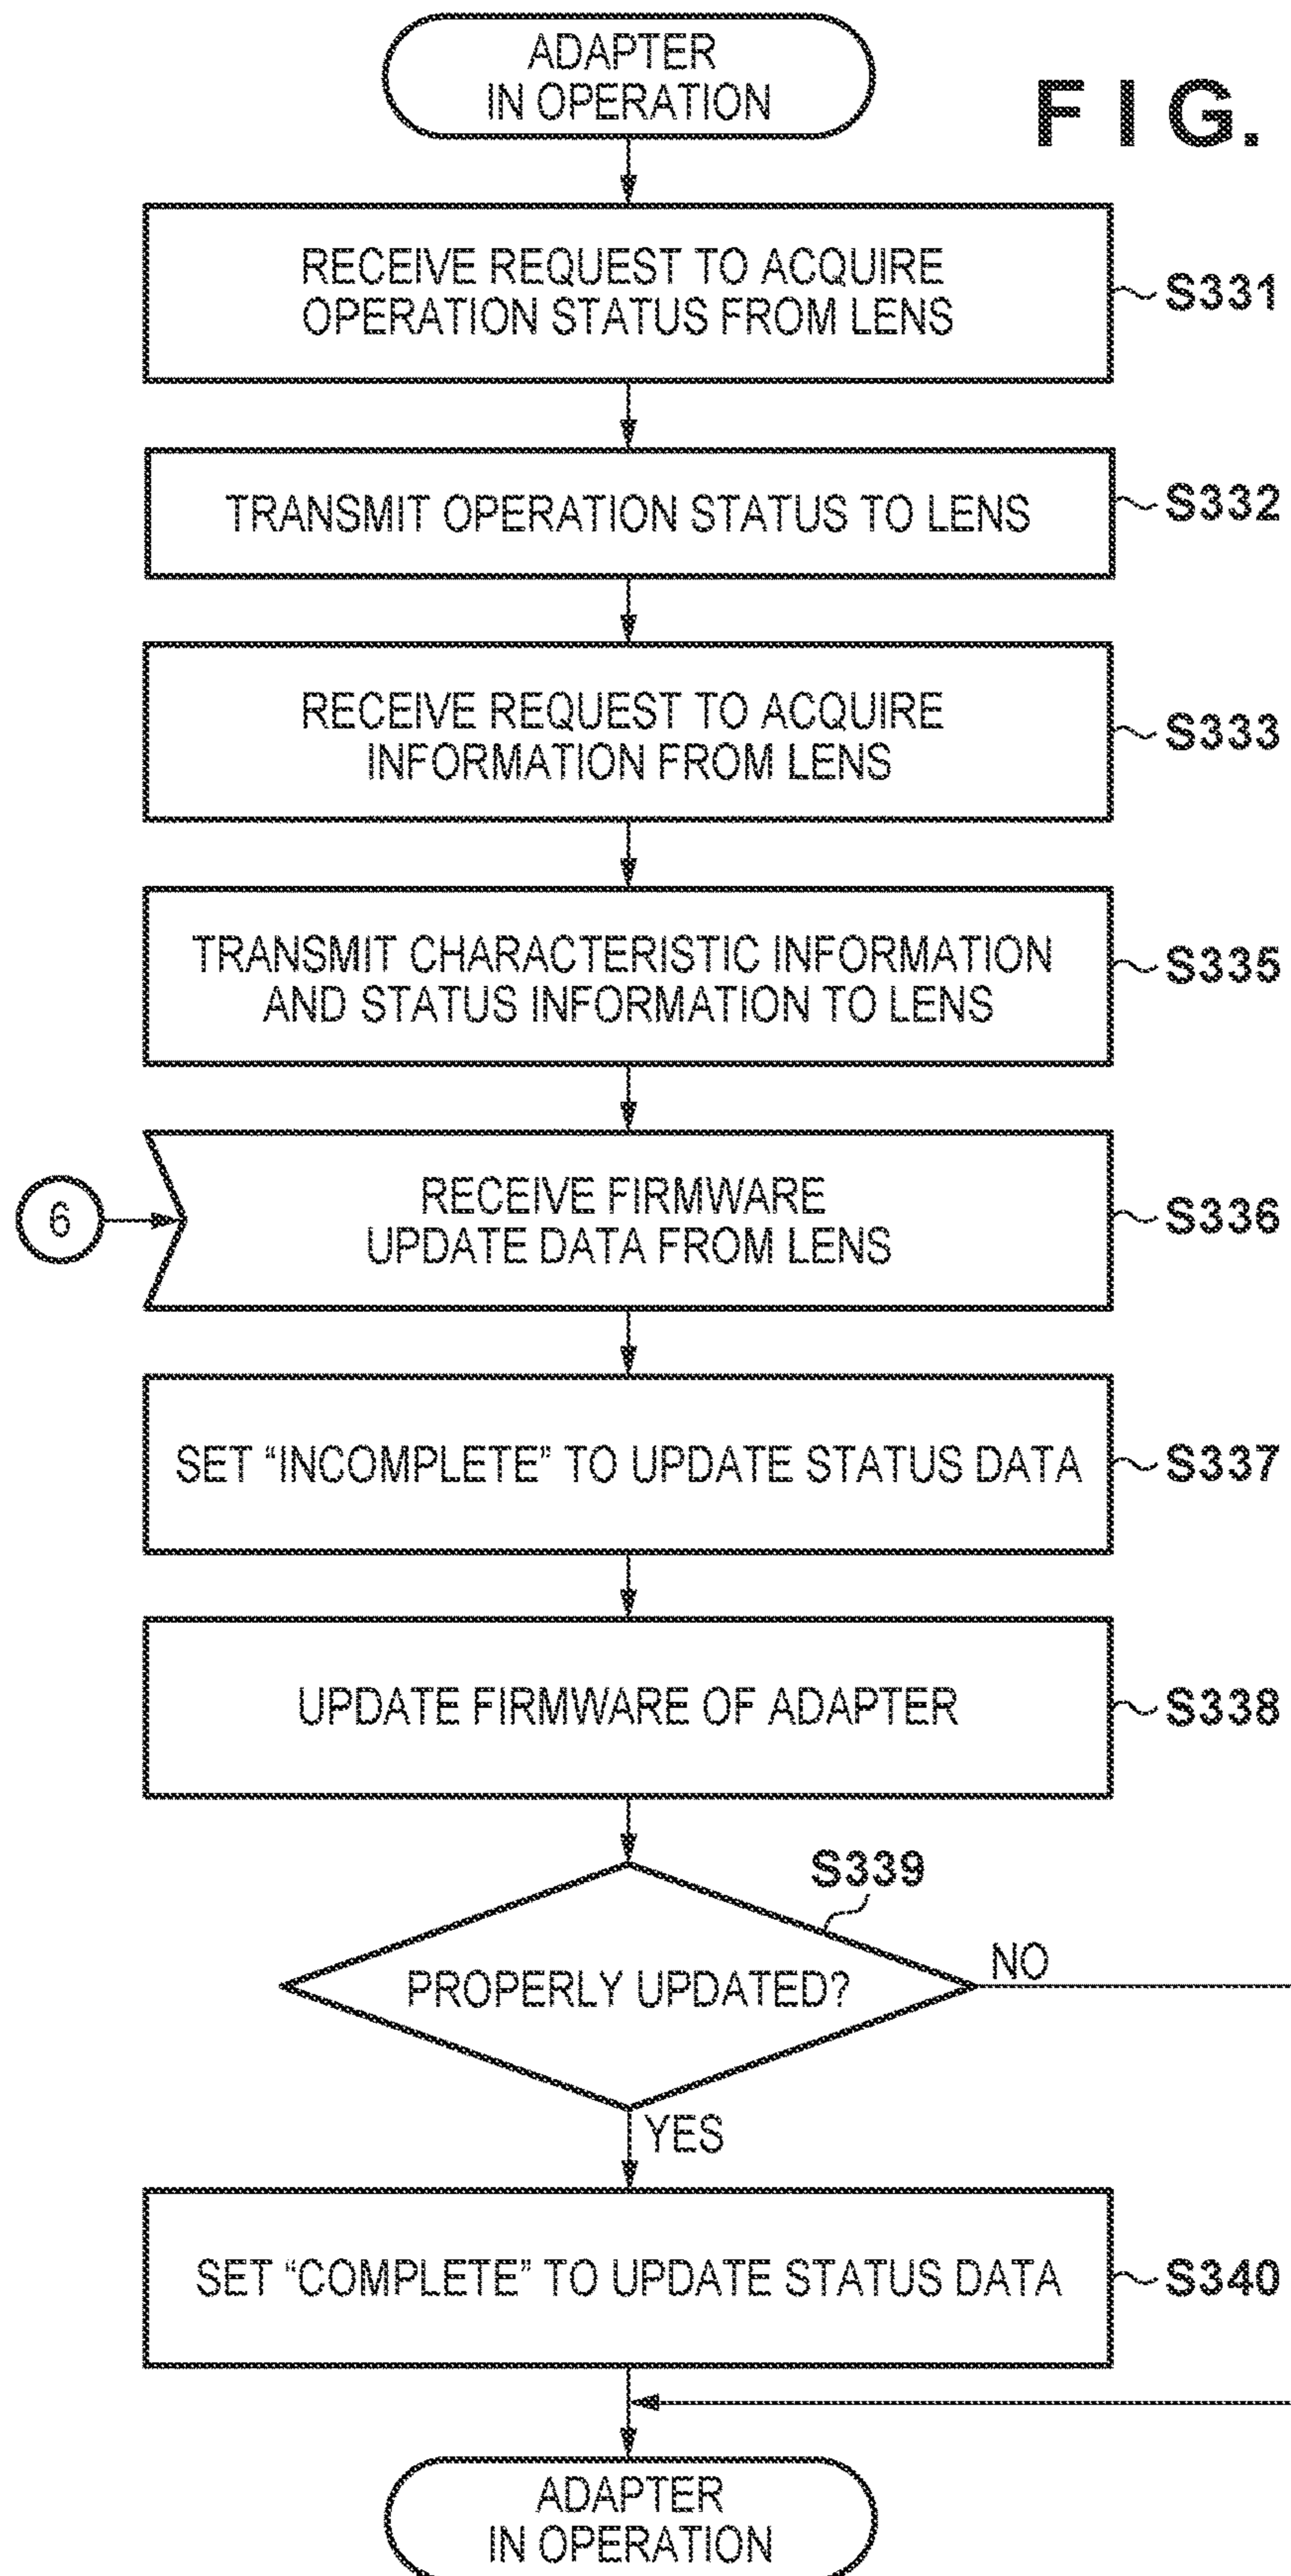 ADAPTER
IN OPERATION
F I G.
RECEIVE REQUEST TO ACQUIRE
OPERATION STATUS FROM LENS
S331
TRANSMIT OPERATION STATUS TO LENS
S332
RECEIVE REQUEST TO ACQUIRE
INFORMATION FROM LENS
S333
TRANSMIT CHARACTERISTIC INFORMATION
AND STATUS INFORMATION TO LENS
S335
6
RECEIVE FIRMWARE
UPDATE DATA FROM LENS
S336
SET “INCOMPLETE” TO UPDATE STATUS DATA
S337
UPDATE FIRMWARE OF ADAPTER
S338
S339
PROPERLY UPDATED?
NO
YES
SET “COMPLETE” TO UPDATE STATUS DATA
S340
ADAPTER
IN OPERATION